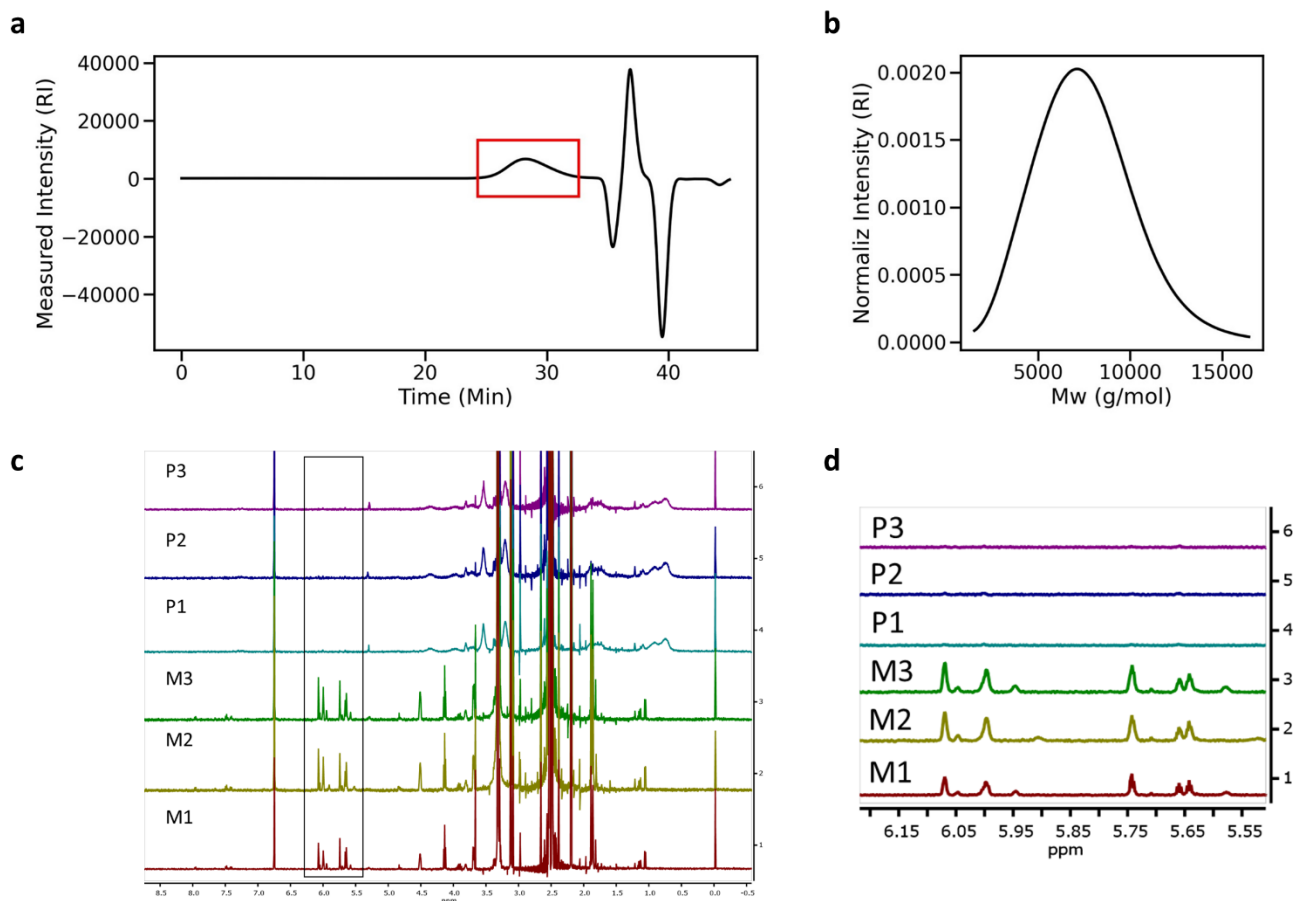 a
40000
20000
0
−20000
−40000
Measured Intensity (RI)
0 10 20 30 40
Time (Min)
b
0.0020
0.0015
0.0010
0.0005
0.0000
Normaliz Intensity (RI)
5000 10000 15000
Mw (g/mol)
c
P3
P2
P1
M3
M2
M1
6
5
4
3
2
1
8.5 8.0 7.5 7.0 6.5 6.0 5.5 5.0 4.5 4.0 3.5 3.0 2.5 2.0 1.5 1.0 0.5 0.0 -0.5
ppm
d
P3
P2
P1
M3
M2
M1
6
5
4
3
2
1
6.15 6.05 5.95 5.85 5.75 5.65 5.55
ppm